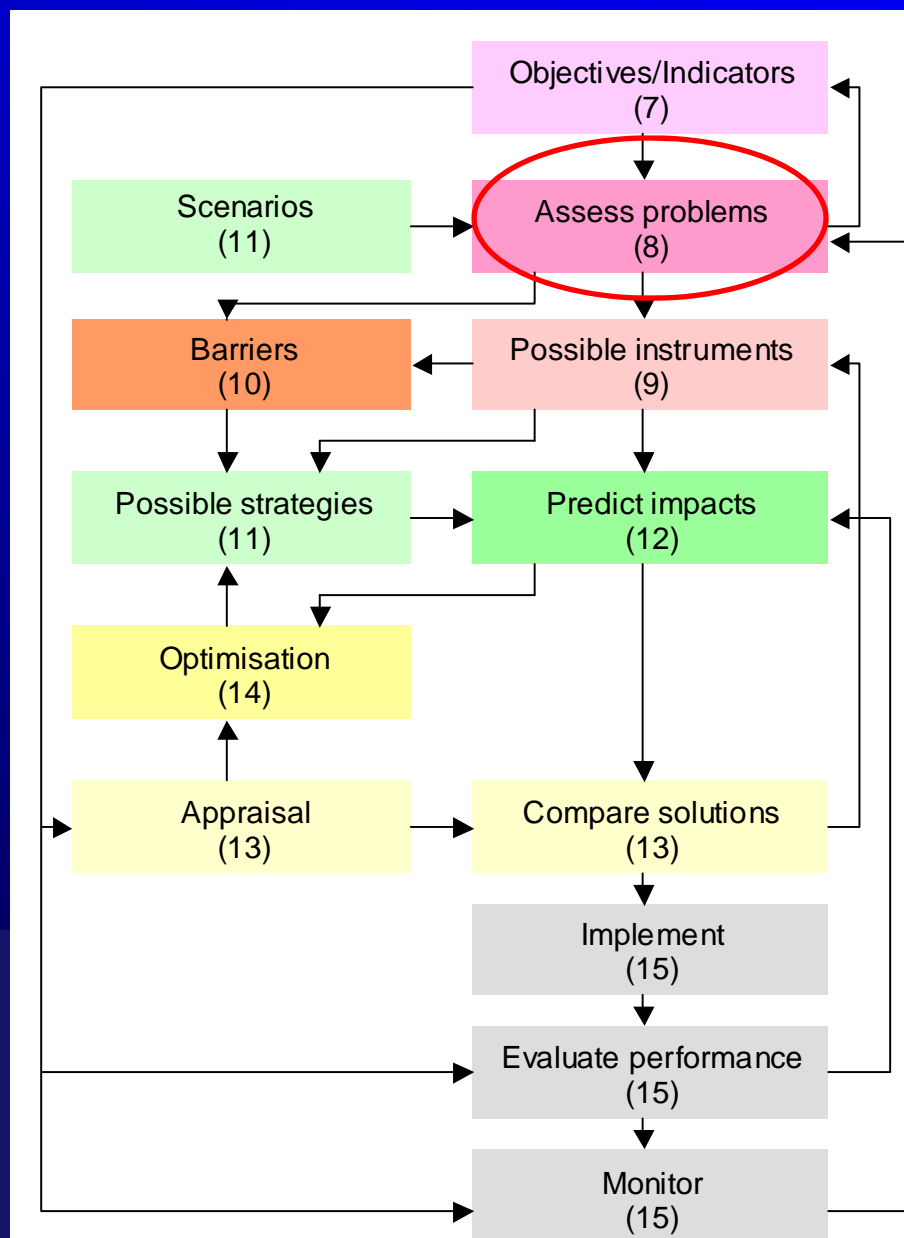 Objectives/Indicators
(7)
Scenarios
(11)
Assess problems
(8)
Barriers
(10)
Possible instruments
(9)
Possible strategies
(11)
Predict impacts
(12)
Optimisation
(14)
Appraisal
(13)
Compare solutions
(13)
Implement
(15)
Evaluate performance
(15)
Monitor
(15)